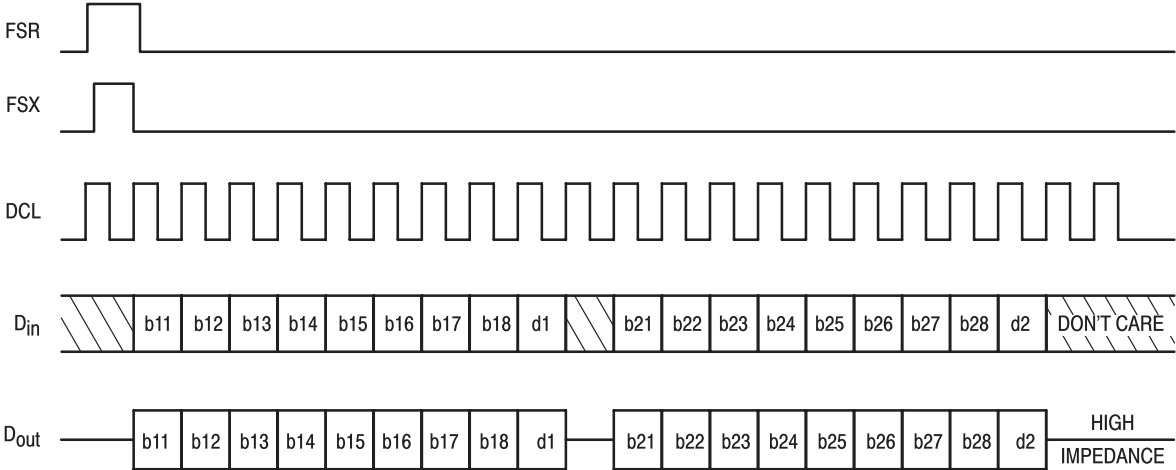 FSR
FSX
DCL
Din b11 b12 b13 b14 b15 b16 b17 b18 d1 b21 b22 b23 b24 b25 b26 b27 b28 d2 DON'T CARE
Dout b11 b12 b13 b14 b15 b16 b17 b18 d1 b21 b22 b23 b24 b25 b26 b27 b28 d2 HIGH
IMPEDANCE